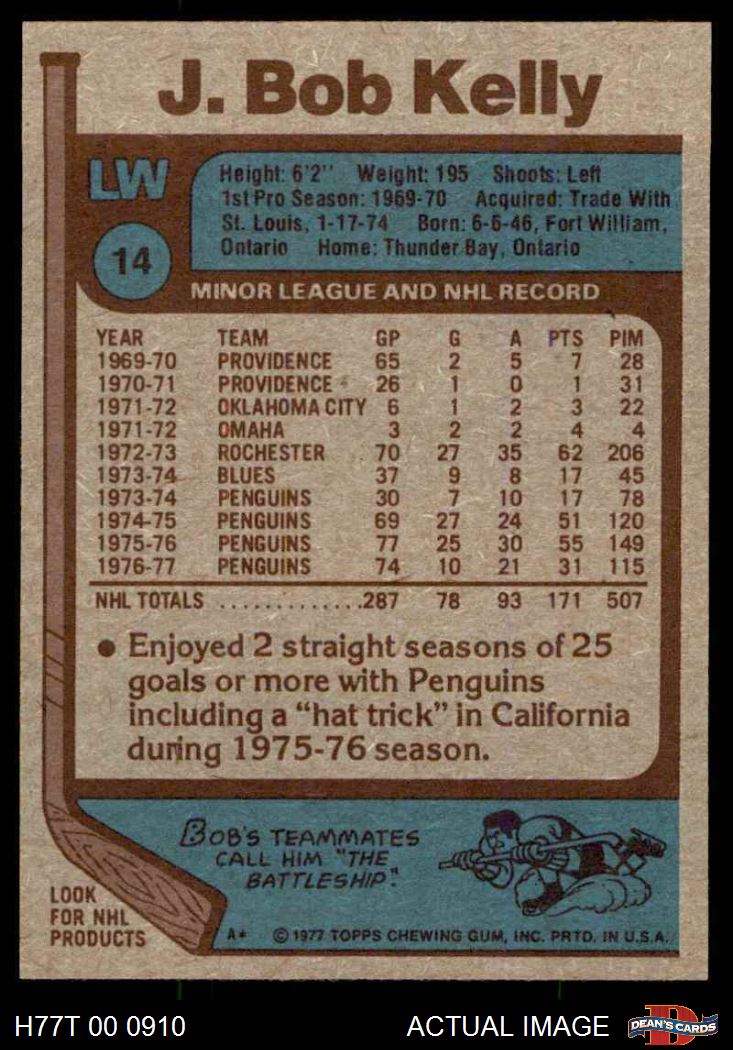 J. Bob Kelly
LW
Height: 6'2'' Weight: 195 Shoots: Left
1st Pro Season: 1969-70 Acquired: Trade With
St. Louis, 1-17-74 Born: 6-6-46, Fort William,
Ontario Home: Thunder Bay, Ontario
14
MINOR LEAGUE AND NHL RECORD
YEAR TEAM GP G A PTS PIM
1969-70 PROVIDENCE 65 2 5 7 28
1970-71 PROVIDENCE 26 1 0 1 31
1971-72 OKLAHOMA CITY 6 1 2 3 22
1971-72 OMAHA 3 2 2 4 4
1972-73 ROCHESTER 70 27 35 62 206
1973-74 BLUES 37 9 8 17 45
1973-74 PENGUINS 30 7 10 17 78
1974-75 PENGUINS 69 27 24 51 120
1975-76 PENGUINS 77 25 30 55 149
1976-77 PENGUINS 74 10 21 31 115
NHL TOTALS .............287 78 93 171 507
● Enjoyed 2 straight seasons of 25
goals or more with Penguins
including a “hat trick” in California
during 1975-76 season.
BOB'S TEAMMATES
CALL HIM "THE
BATTLESHIP."
LOOK
FOR NHL
PRODUCTS
A* © 1977 TOPPS CHEWING GUM, INC. PRTD. IN U.S.A.
H77T 00 0910 ACTUAL IMAGE DEAN'S CARDS